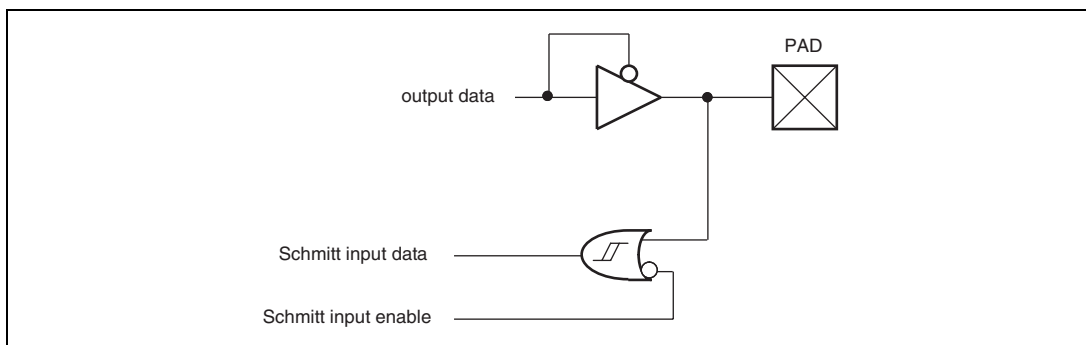 PAD
output data
Schmitt input data
Schmitt input enable